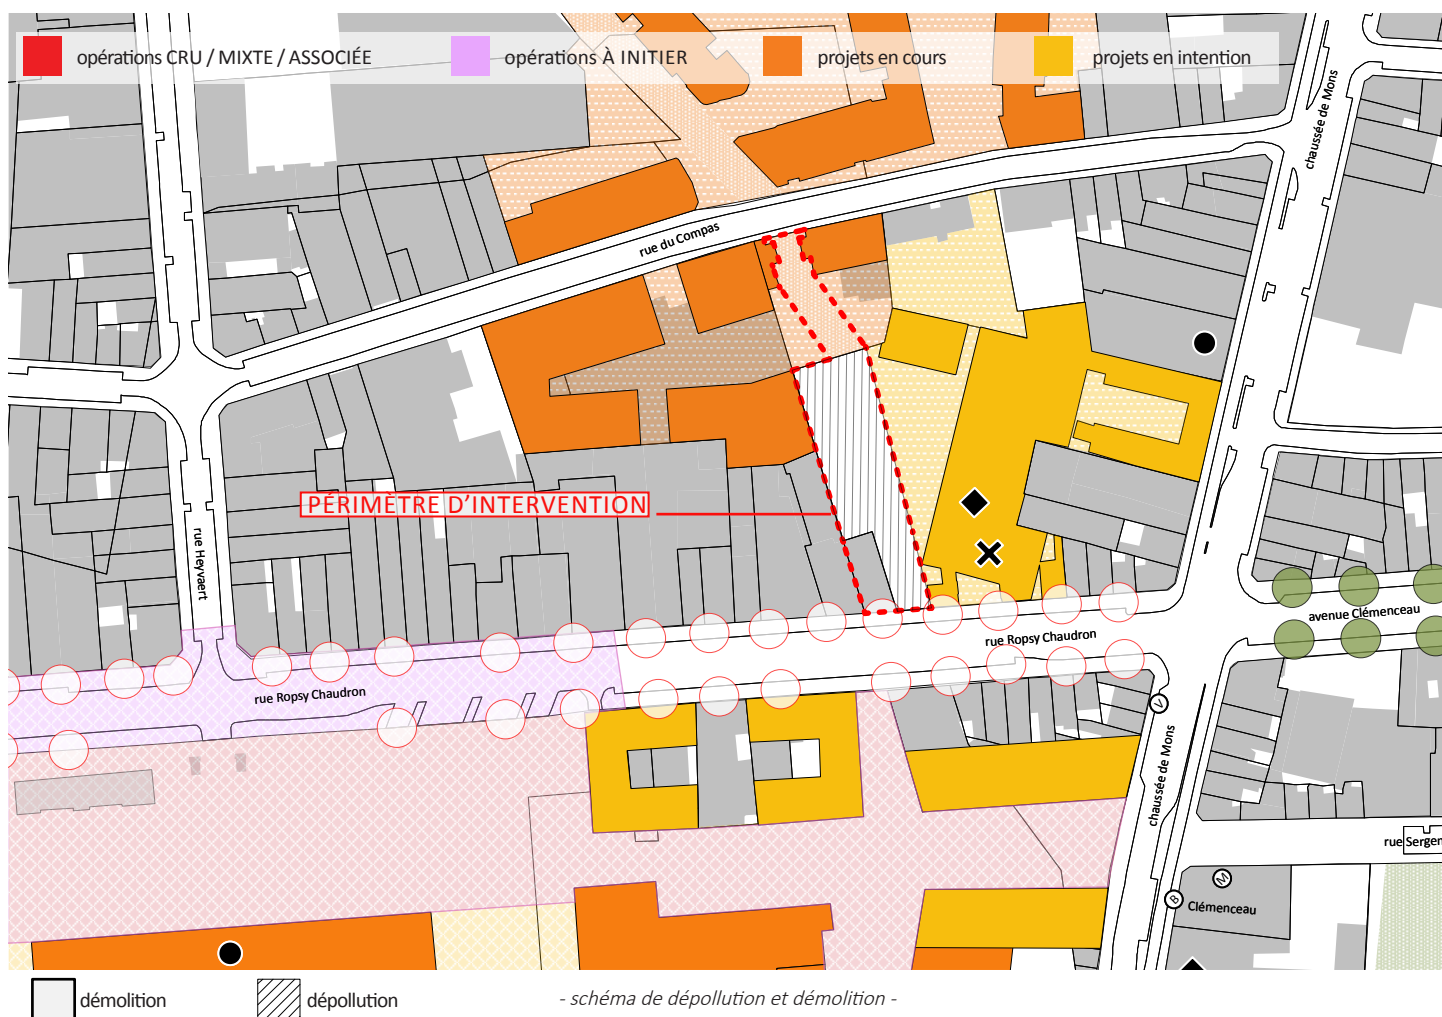 opérations CRU / MIXTE / ASSOCIÉE
opérations À INITIER
projets en cours
projets en intention
chaussée de Mons
rue du Compas
PÉRIMÈTRE D'INTERVENTION
rue Heyvaert
avenue Clémenceau
rue Ropsy Chaudron
rue Ropsy Chaudron
V
chaussée de Mons
rue Sergen
M
B
Clémenceau
démolition
dépollution
- schéma de dépollution et démolition -